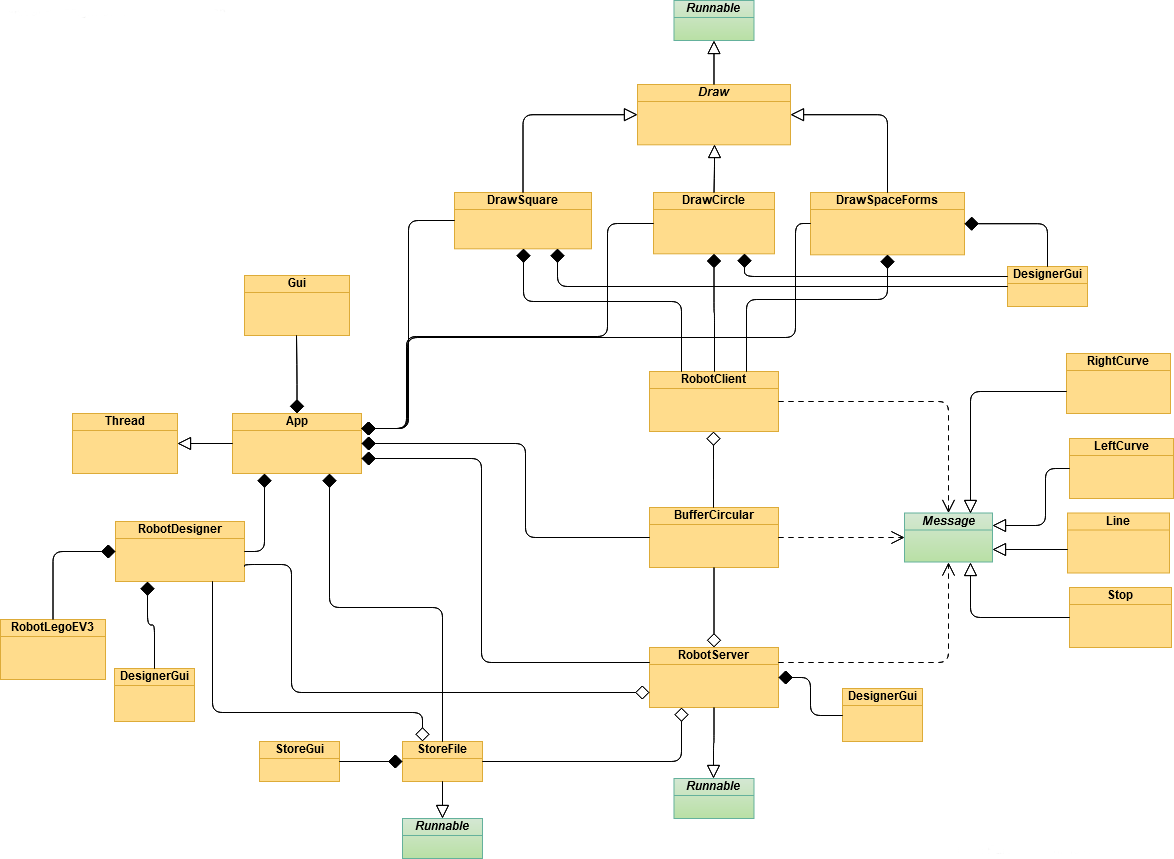 Runnable
Draw
DrawSquare
DrawCircle
DrawSpaceForms
DesignerGui
Gui
RightCurve
RobotClient
Thread
App
LeftCurve
BufferCircular
Message
Line
RobotDesigner
Stop
RobotLegoEV3
RobotServer
DesignerGui
DesignerGui
StoreGui
StoreFile
Runnable
Runnable